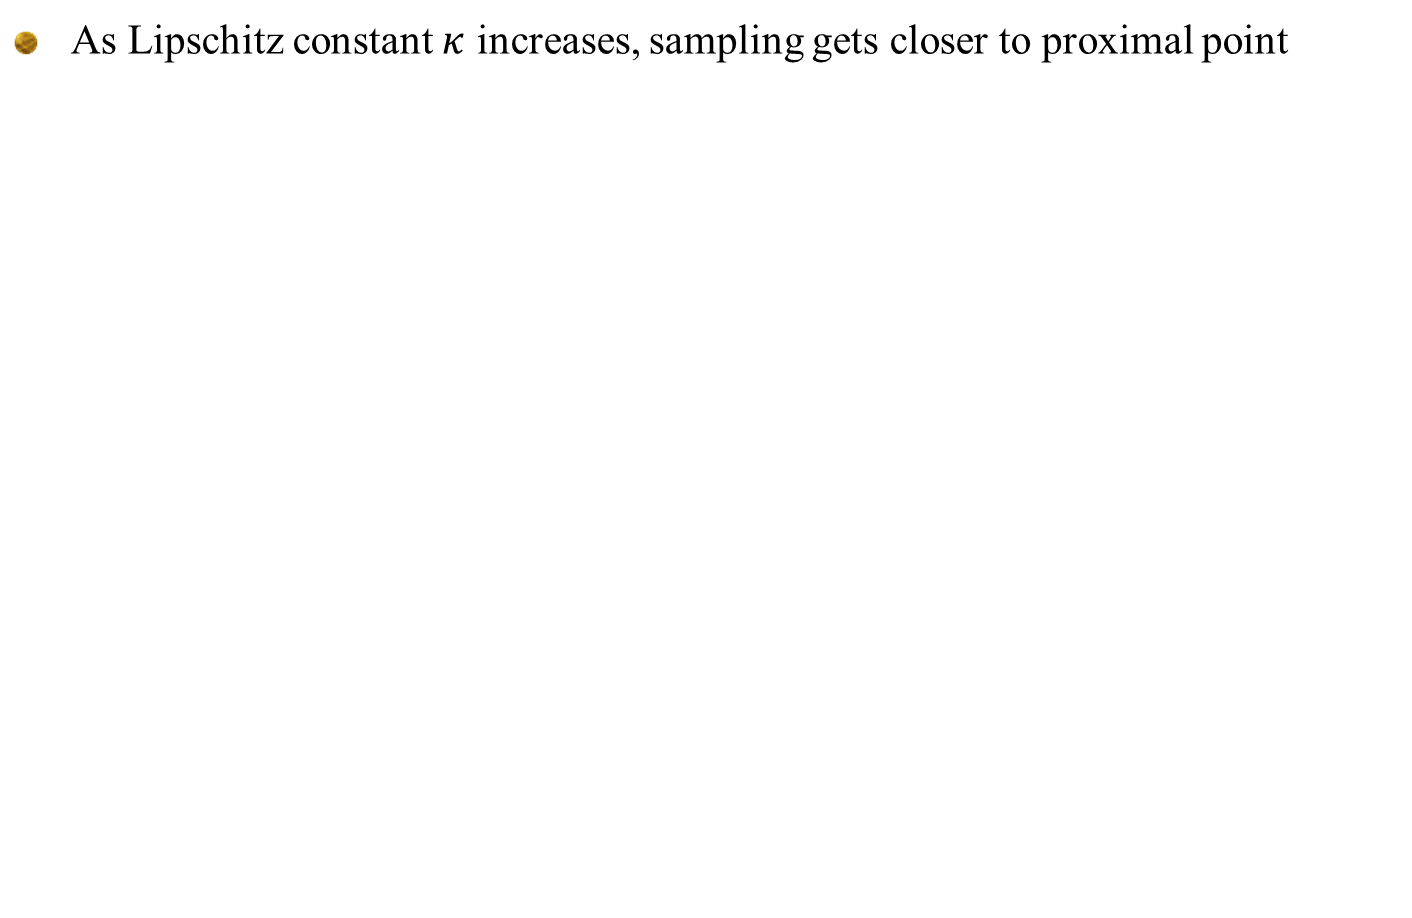 As Lipschitz constant κ increases, sampling gets closer to proximal point